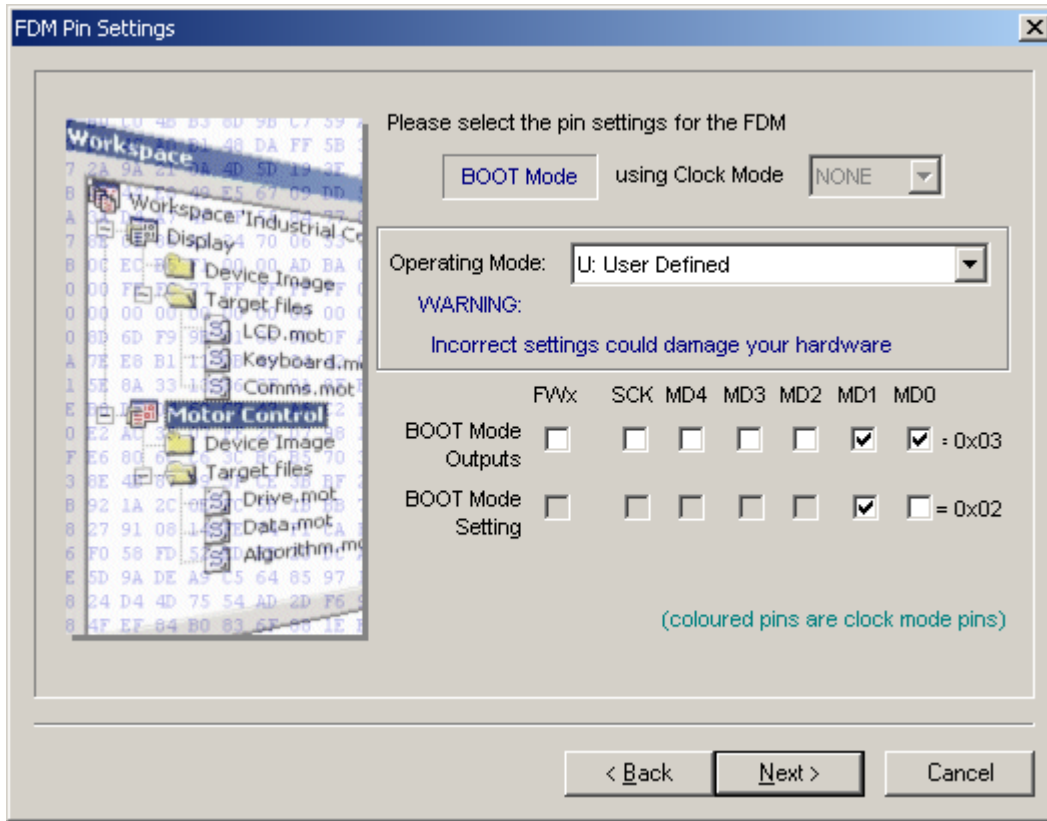 FDM Pin Settings
Please select the pin settings for the FDM
BOOT Mode
using Clock Mode
NONE
Operating Mode:
U: User Defined
WARNING:
Incorrect settings could damage your hardware
FWx SCK MD4 MD3 MD2 MD1 MD0
BOOT Mode
Outputs
= 0x03
BOOT Mode
Setting
= 0x02
(coloured pins are clock mode pins)
Workspace
Workspace 'Industrial Ce
Display
Device Image
Target files
LCD.mot
Keyboard.m
Comms.mot
Motor Control
Device Image
Target files
Drive.mot
Data.mot
Algorithm.mo
< Back
Next >
Cancel